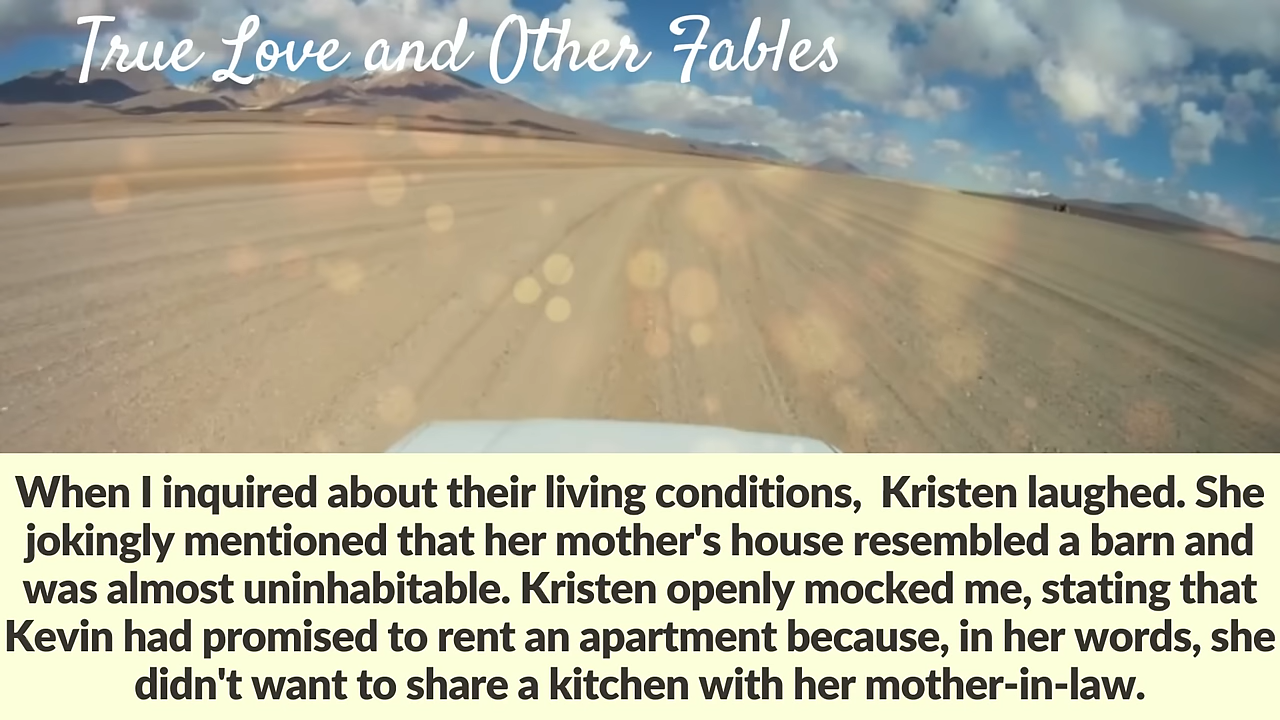 True Love and Other Fables
When I inquired about their living conditions,  Kristen laughed. She
jokingly mentioned that her mother's house resembled a barn and
was almost uninhabitable. Kristen openly mocked me, stating that
Kevin had promised to rent an apartment because, in her words, she
didn't want to share a kitchen with her mother-in-law.